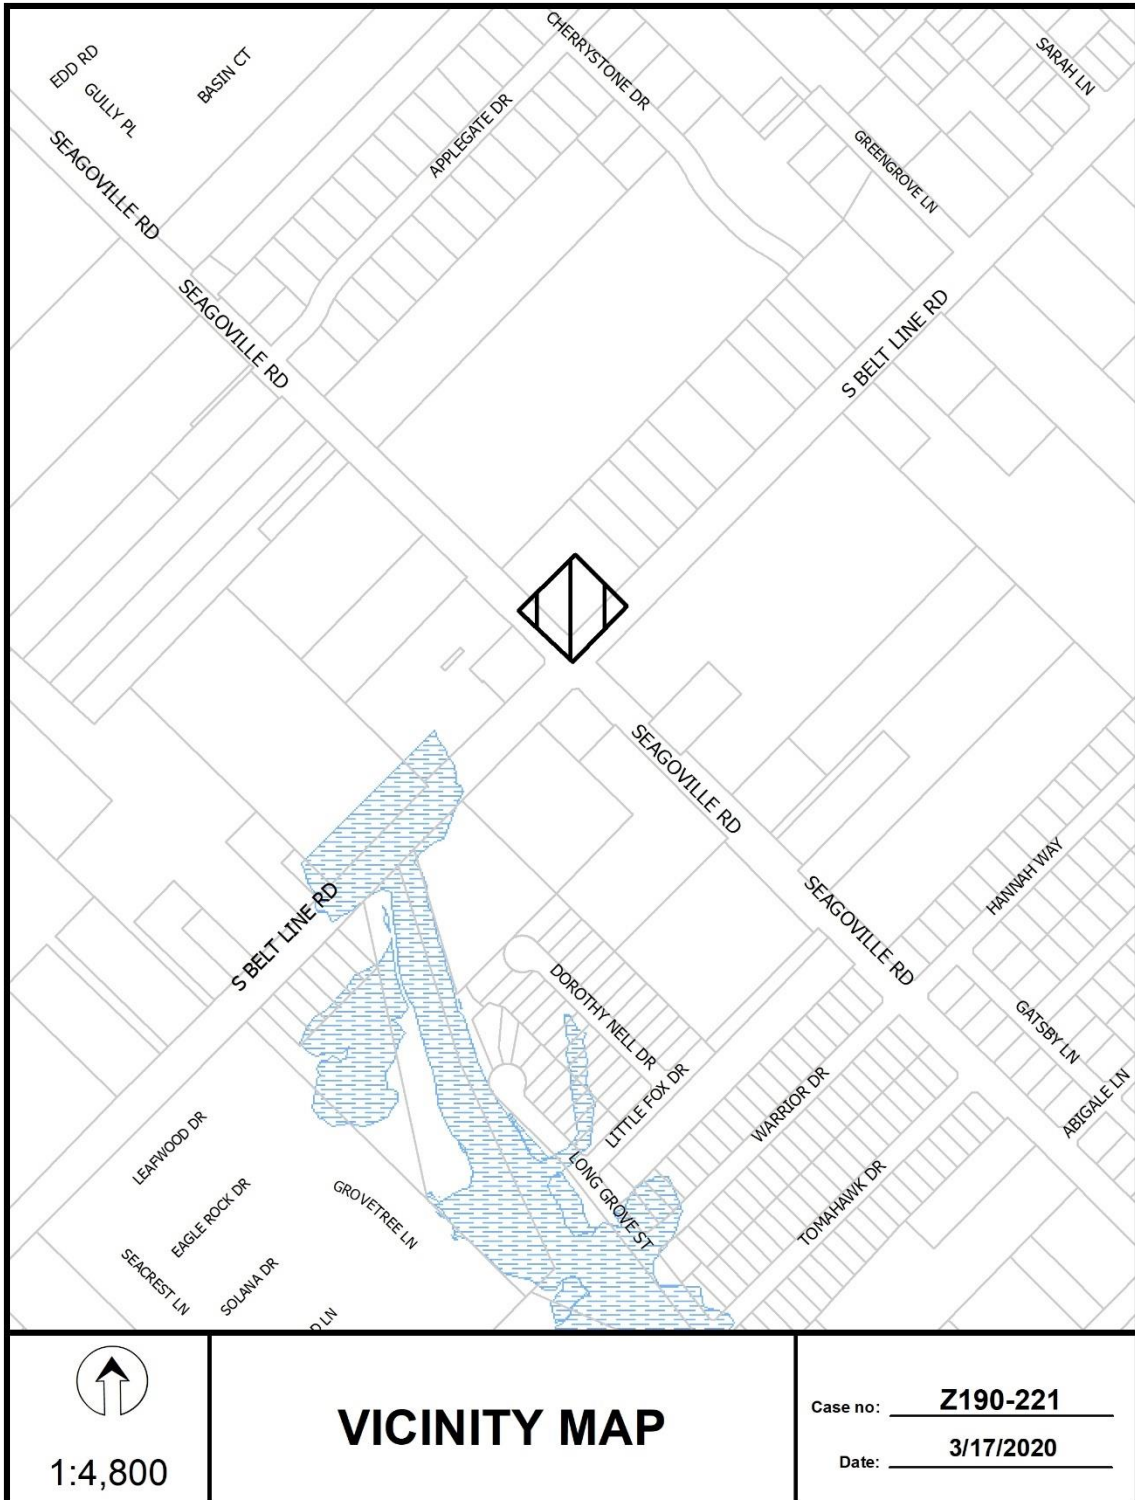 EDD RD
GULLY PL
BASIN CT
CHERRYSTONE DR
SARAH LN
APPLEGATE DR
GREENGROVE LN
SEAGOVILLE RD
SEAGOVILLE RD
S BELT LINE RD
SEAGOVILLE RD
SEAGOVILLE RD
HANNAH WAY
S BELT LINE RD
DOROTHY NELL DR
GATSBY LN
LITTLE FOX DR
WARRIOR DR
ABIGALE LN
LEAFWOOD DR
LONG GROVE ST
TOMAHAWK DR
EAGLE ROCK DR
GROVETREE LN
SEACREST LN
SOLANA DR
D LN
1:4,800
VICINITY MAP
Case no: Z190-221
Date: 3/17/2020